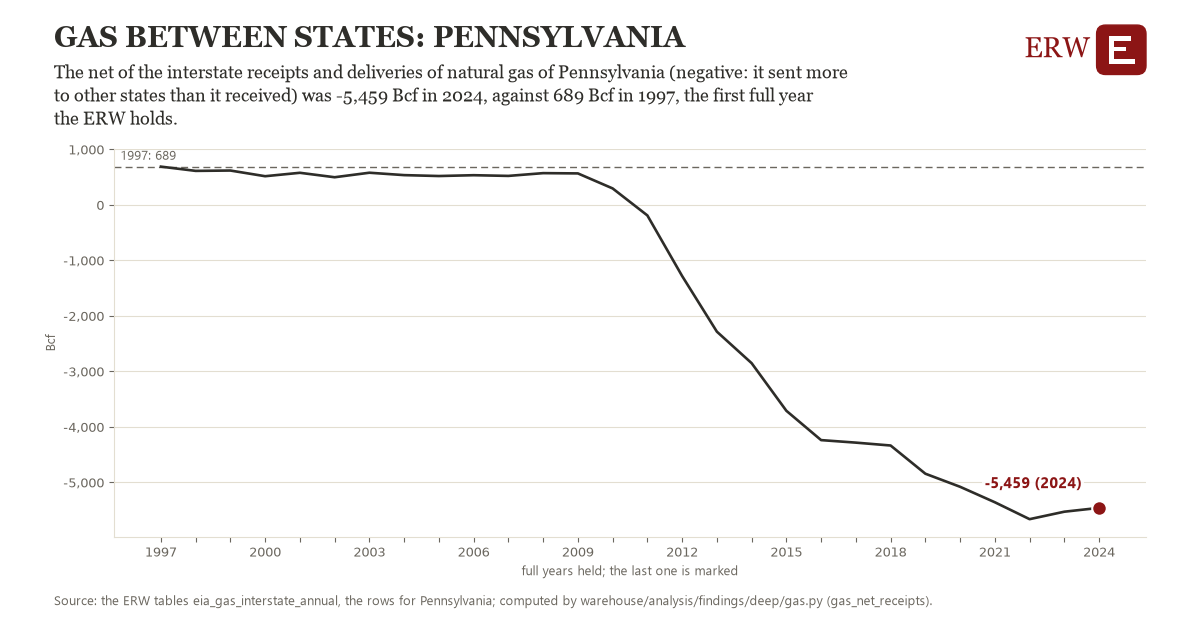 GAS BETWEEN STATES: PENNSYLVANIA
ERW E
The net of the interstate receipts and deliveries of natural gas of Pennsylvania (negative: it sent more
to other states than it received) was -5,459 Bcf in 2024, against 689 Bcf in 1997, the first full year
the ERW holds.
1,000
1997: 689
0
-1,000
-2,000
Bcf
-3,000
-4,000
-5,000
-5,459 (2024)
1997 2000 2003 2006 2009 2012 2015 2018 2021 2024
full years held; the last one is marked
Source: the ERW tables eia_gas_interstate_annual, the rows for Pennsylvania; computed by warehouse/analysis/findings/deep/gas.py (gas_net_receipts).